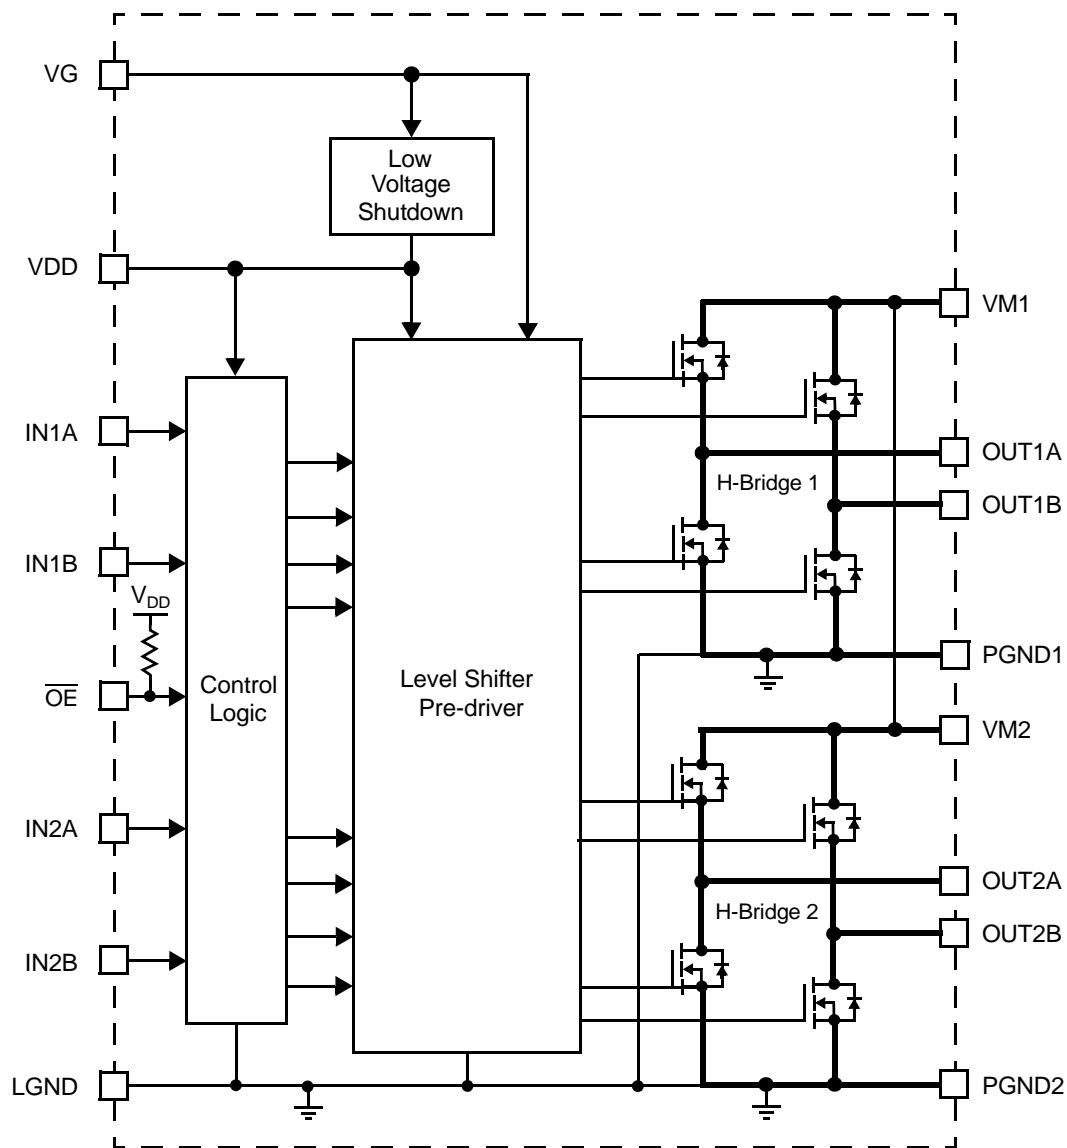 VG
Low
Voltage
Shutdown
VDD
VM1
IN1A
OUT1A
H-Bridge 1
OUT1B
IN1B
VDD
PGND1
OE
Control
Logic
Level Shifter
Pre-driver
VM2
IN2A
OUT2A
H-Bridge 2
OUT2B
IN2B
LGND
PGND2